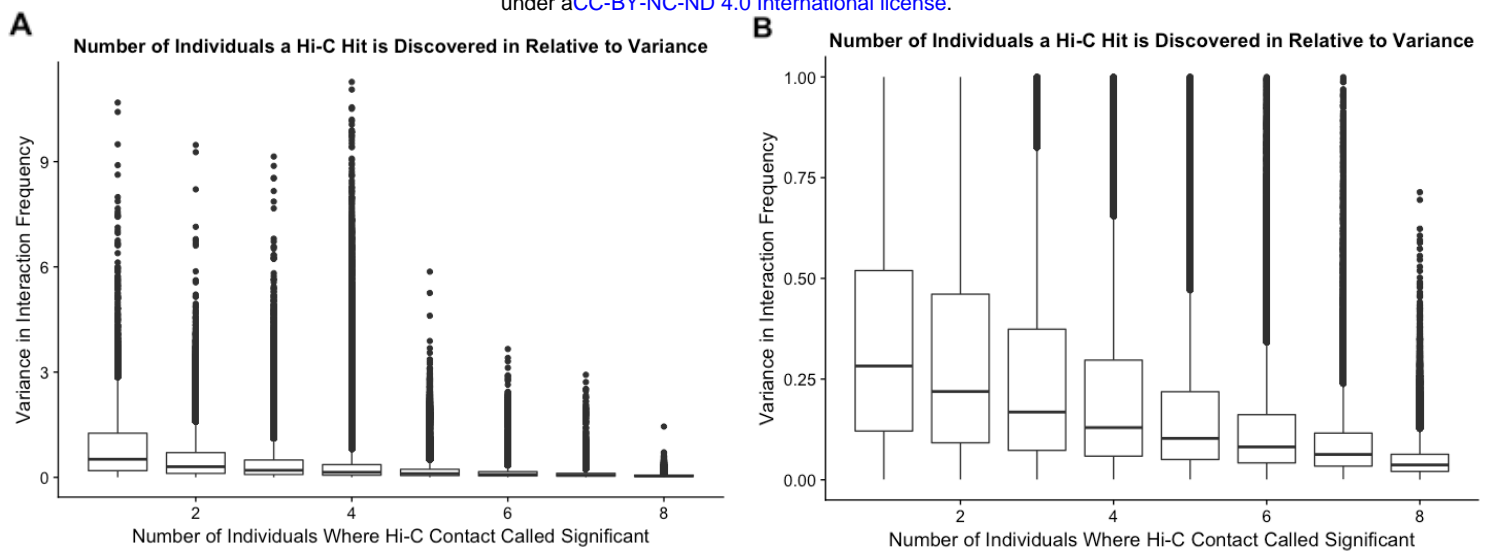 under aCC-BY-NC-ND 4.0 International license.
A
Number of Individuals a Hi-C Hit is Discovered in Relative to Variance
Variance in Interaction Frequency
9
6
3
0
2
4
6
8
Number of Individuals Where Hi-C Contact Called Significant
B
Number of Individuals a Hi-C Hit is Discovered in Relative to Variance
Variance in Interaction Frequency
1.00
0.75
0.50
0.25
0.00
2
4
6
8
Number of Individuals Where Hi-C Contact Called Significant